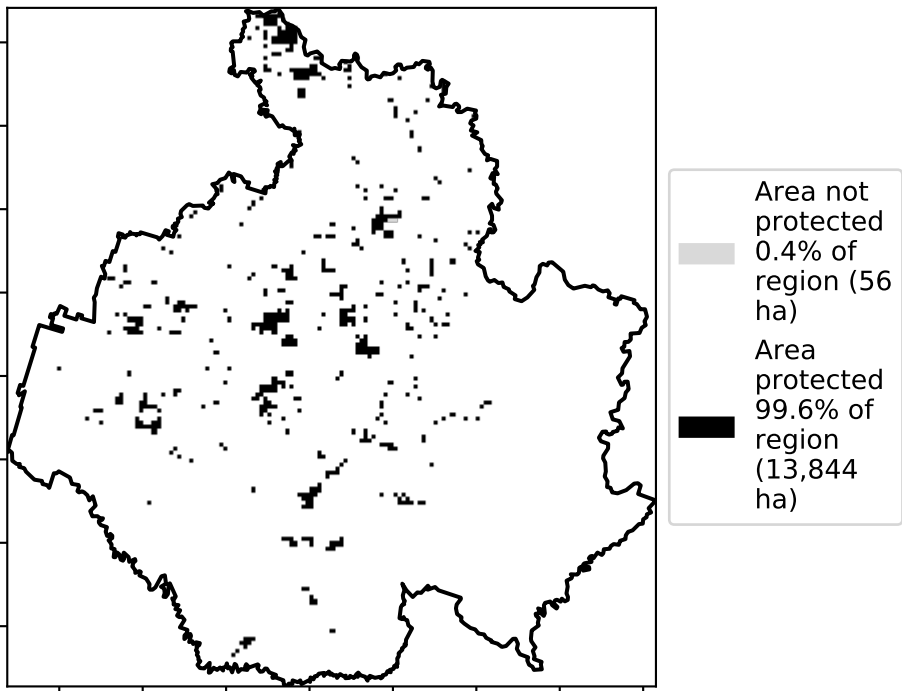 Area not
protected
0.4% of
region (56
ha)
Area
protected
99.6% of
region
(13,844
ha)